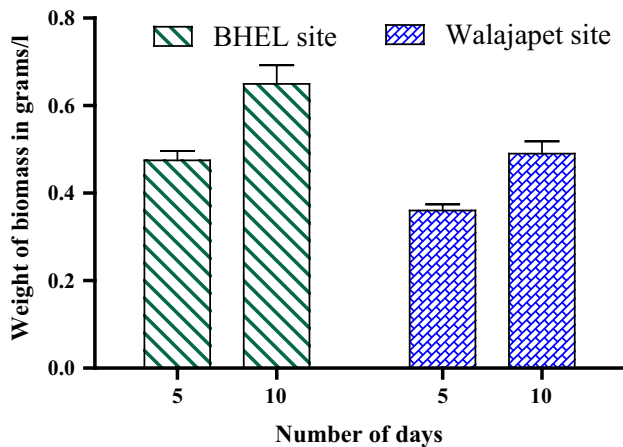 BHEL site
Walajapet site
Weight of biomass in grams/l
0.8
0.6
0.4
0.2
0.0
5 10 5 10
Number of days